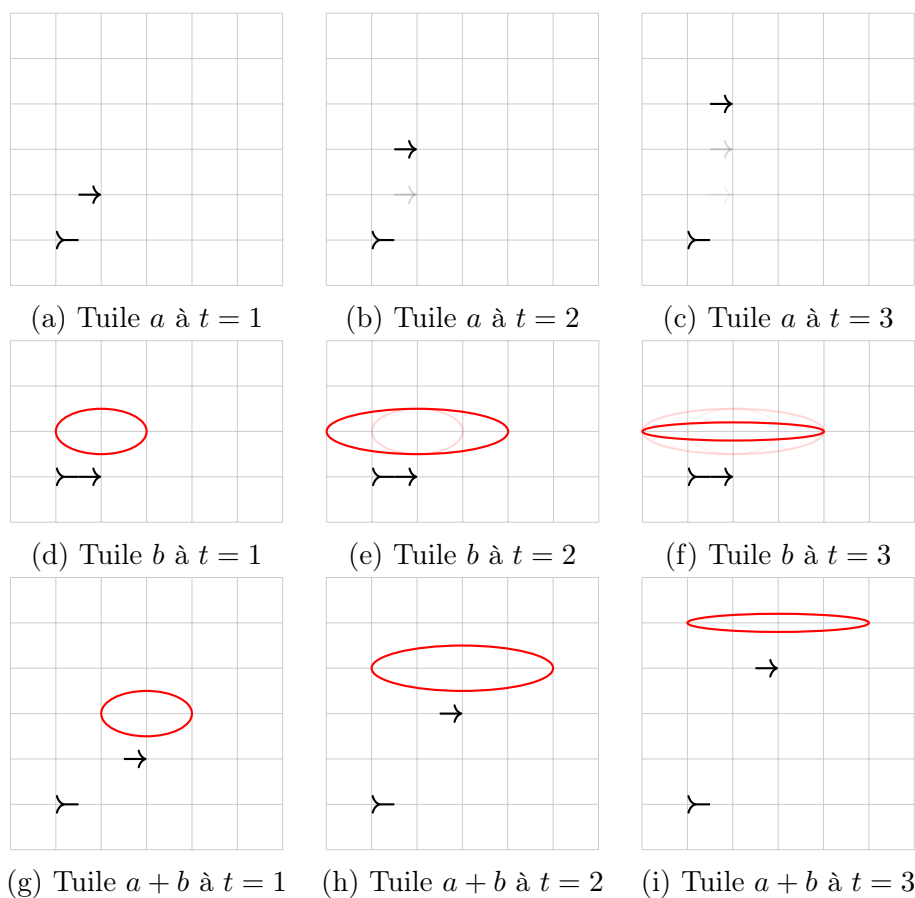 (a) Tuile a à t = 1 (b) Tuile a à t = 2 (c) Tuile a à t = 3
(d) Tuile b à t = 1 (e) Tuile b à t = 2 (f) Tuile b à t = 3
(g) Tuile a + b à t = 1 (h) Tuile a + b à t = 2 (i) Tuile a + b à t = 3